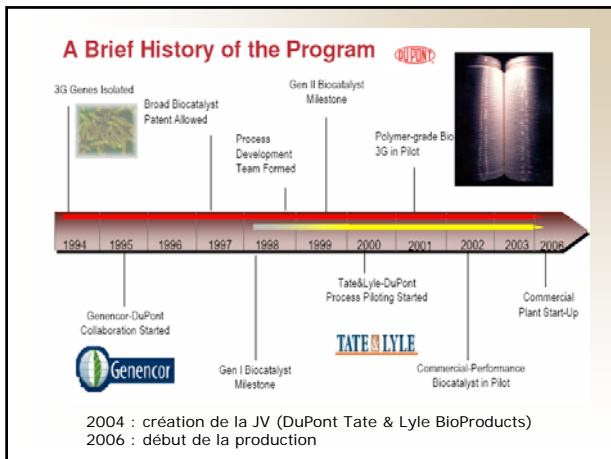 A Brief History of the Program
DUPONT
3G Genes Isolated
Broad Biocatalyst
Patent Allowed
Process
Development
Team Formed
Gen II Biocatalyst
Milestone
Polymer-grade Bio
3G in Pilot
1994 1995 1996 1997 1998 1999 2000 2001 2002 2003 2006
Genencor-DuPont
Collaboration Started
Genencor
Gen I Biocatalyst
Milestone
Tate&Lyle-DuPont
Process Piloting Started
TATE & LYLE
Commercial-Performance
Biocatalyst in Pilot
Commercial
Plant Start-Up
2004 : création de la JV (DuPont Tate & Lyle BioProducts)
2006 : début de la production